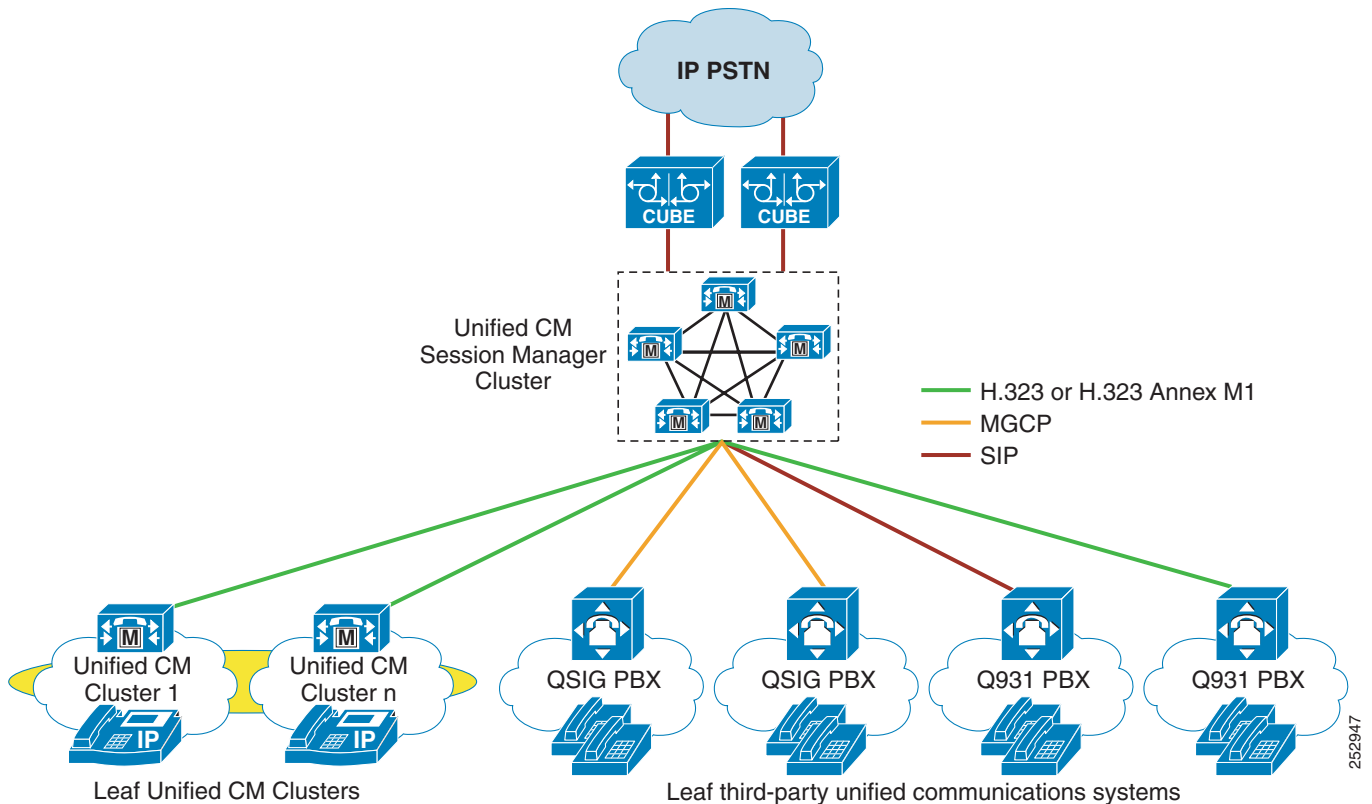 IP PSTN
CUBE
CUBE
Unified CM
Session Manager
Cluster
M
M
M
M
M
H.323 or H.323 Annex M1
MGCP
SIP
M
M
Unified CM
Cluster 1
Unified CM
Cluster n
QSIG PBX
QSIG PBX
Q931 PBX
Q931 PBX
IP
IP
Leaf Unified CM Clusters
Leaf third-party unified communications systems
252947